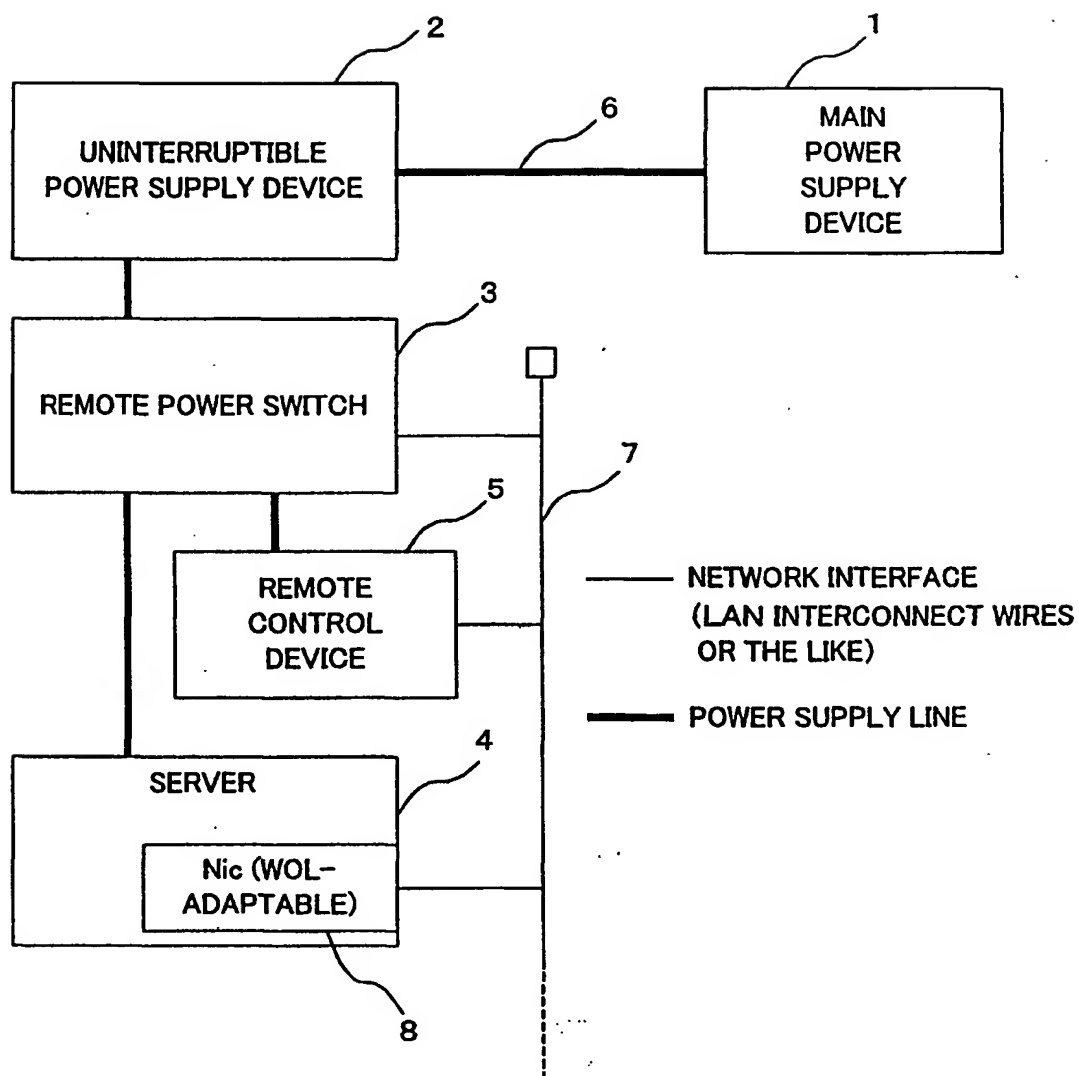 2
1
UNINTERRUPTIBLE
POWER SUPPLY DEVICE
6
MAIN
POWER
SUPPLY
DEVICE
3
REMOTE POWER SWITCH
7
5
REMOTE
CONTROL
DEVICE
NETWORK INTERFACE
(LAN INTERCONNECT WIRES
OR THE LIKE)
POWER SUPPLY LINE
4
SERVER
Nic (WOL-
ADAPTABLE)
8